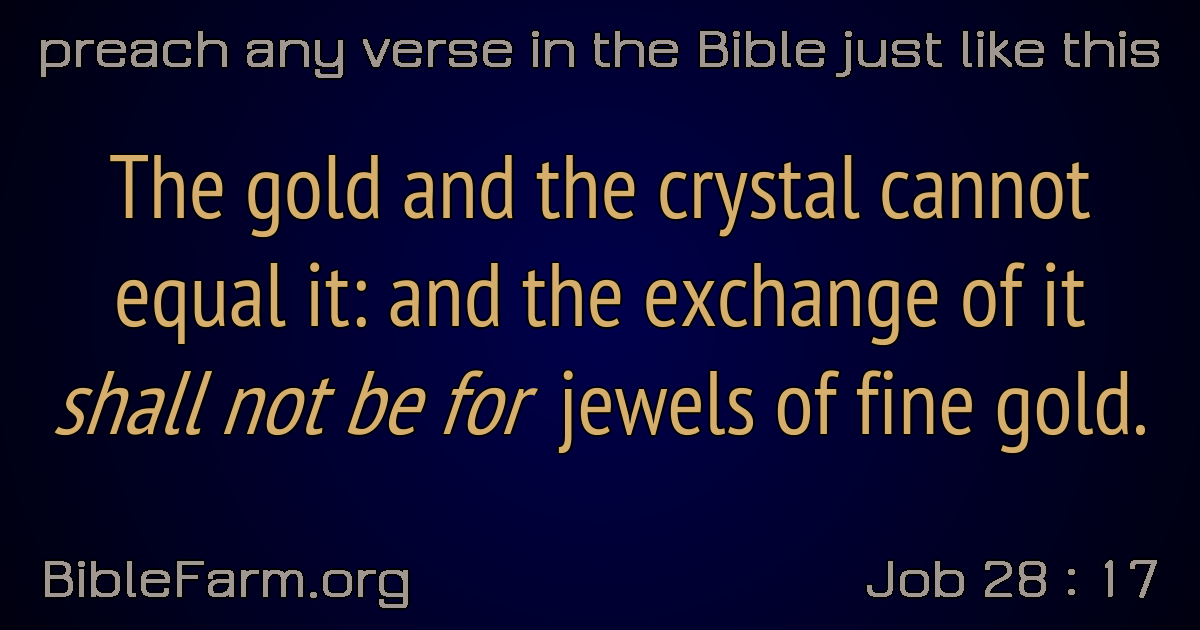 preach any verse in the Bible just like this
The gold and the crystal cannot
equal it: and the exchange of it
shall not be for jewels of fine gold.
BibleFarm.org
Job 28 : 17